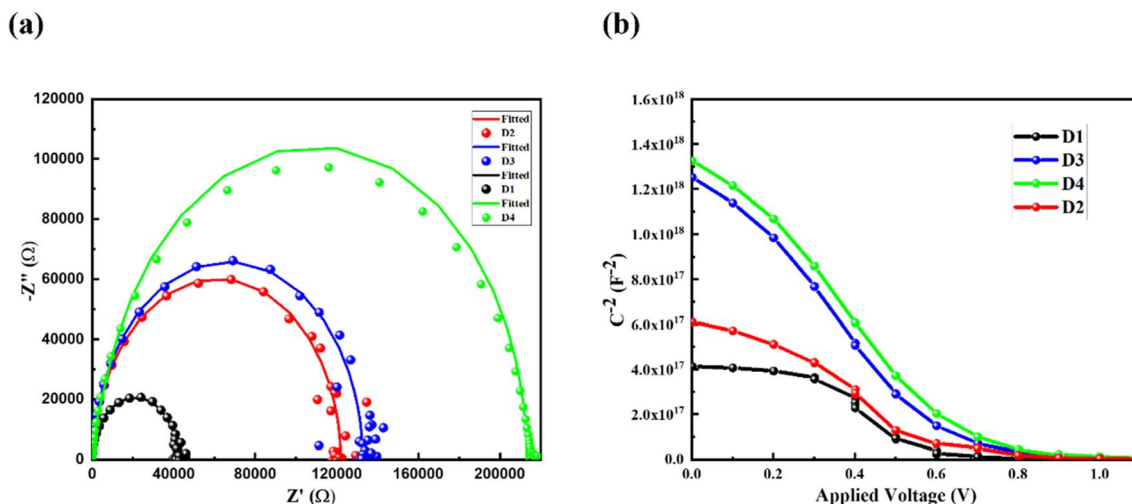 (a)
(b)
120000
100000
80000
60000
40000
20000
0
-Z'' (Ω)
0
40000
80000
120000
160000
200000
Z' (Ω)
Fitted
D2
Fitted
D3
Fitted
D1
Fitted
D4
1.6x10¹⁸
1.4x10¹⁸
1.2x10¹⁸
1.0x10¹⁸
8.0x10¹⁷
6.0x10¹⁷
4.0x10¹⁷
2.0x10¹⁷
0.0
C⁻² (F⁻²)
0.0
0.2
0.4
0.6
0.8
1.0
Applied Voltage (V)
D1
D3
D4
D2